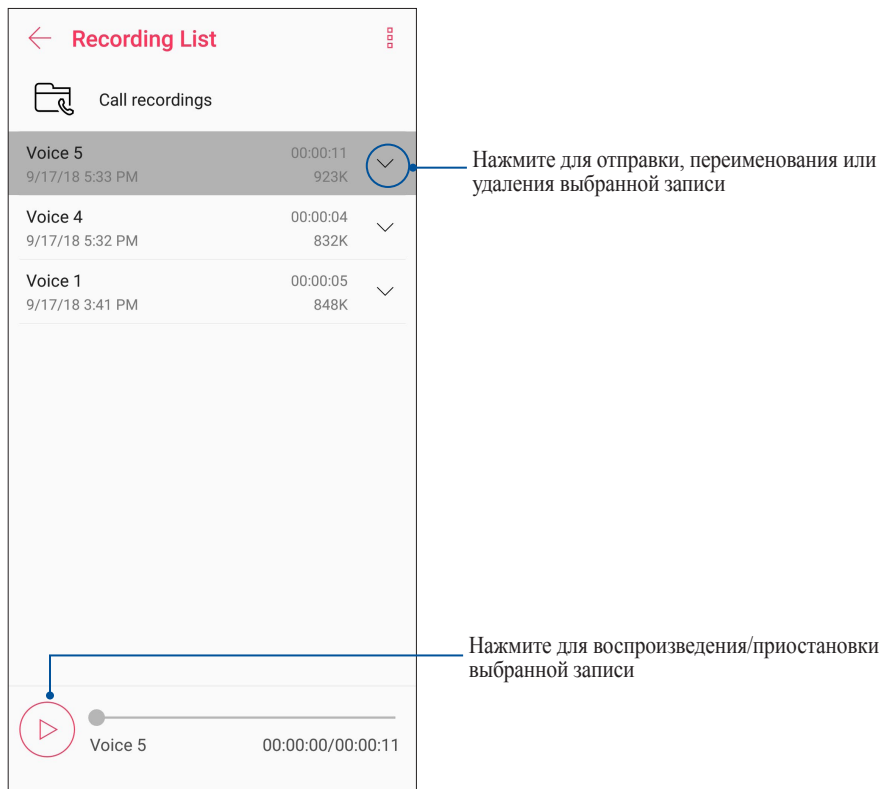 Recording List
Call recordings
Voice 5 00:00:11
9/17/18 5:33 PM 923K
Нажмите для отправки, переименования или
удаления выбранной записи
Voice 4 00:00:04
9/17/18 5:32 PM 832K
Voice 1 00:00:05
9/17/18 3:41 PM 848K
Нажмите для воспроизведения/приостановки
выбранной записи
Voice 5 00:00:00/00:00:11